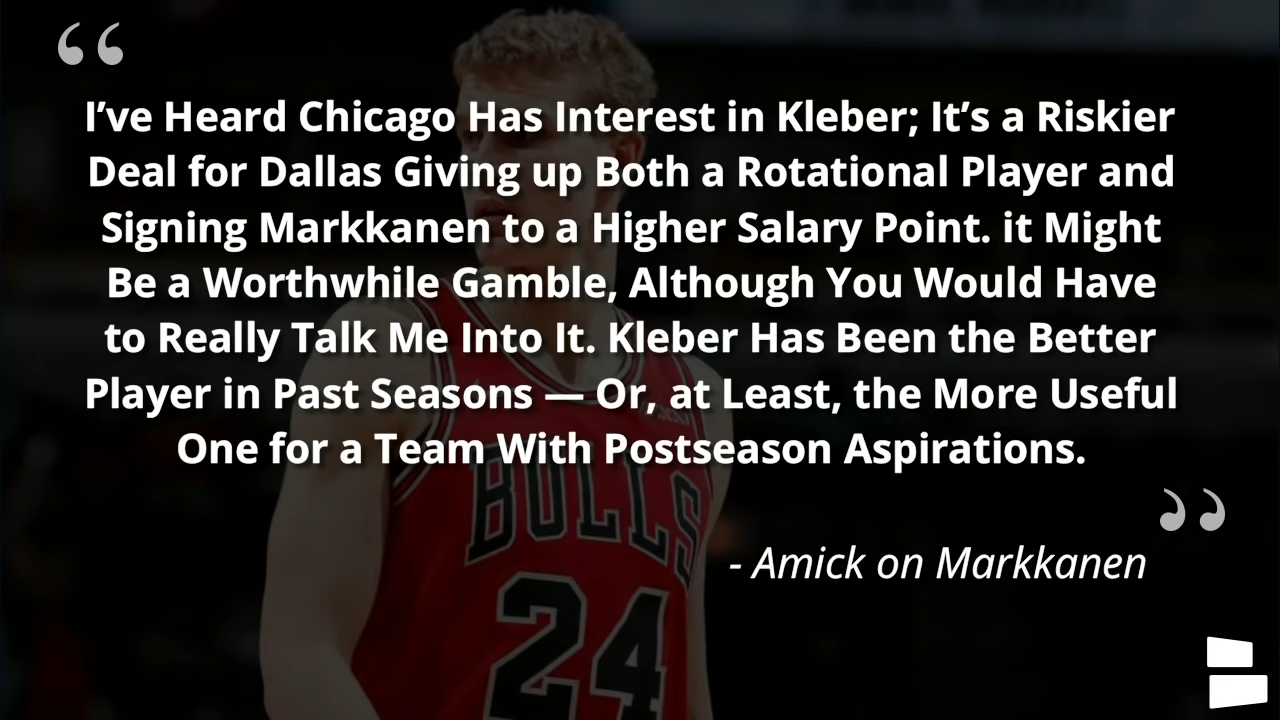 “
I’ve Heard Chicago Has Interest in Kleber; It’s a Riskier
Deal for Dallas Giving up Both a Rotational Player and
Signing Markkanen to a Higher Salary Point. it Might
Be a Worthwhile Gamble, Although You Would Have
to Really Talk Me Into It. Kleber Has Been the Better
Player in Past Seasons — Or, at Least, the More Useful
One for a Team With Postseason Aspirations.
”
- Amick on Markkanen
BULLS
24